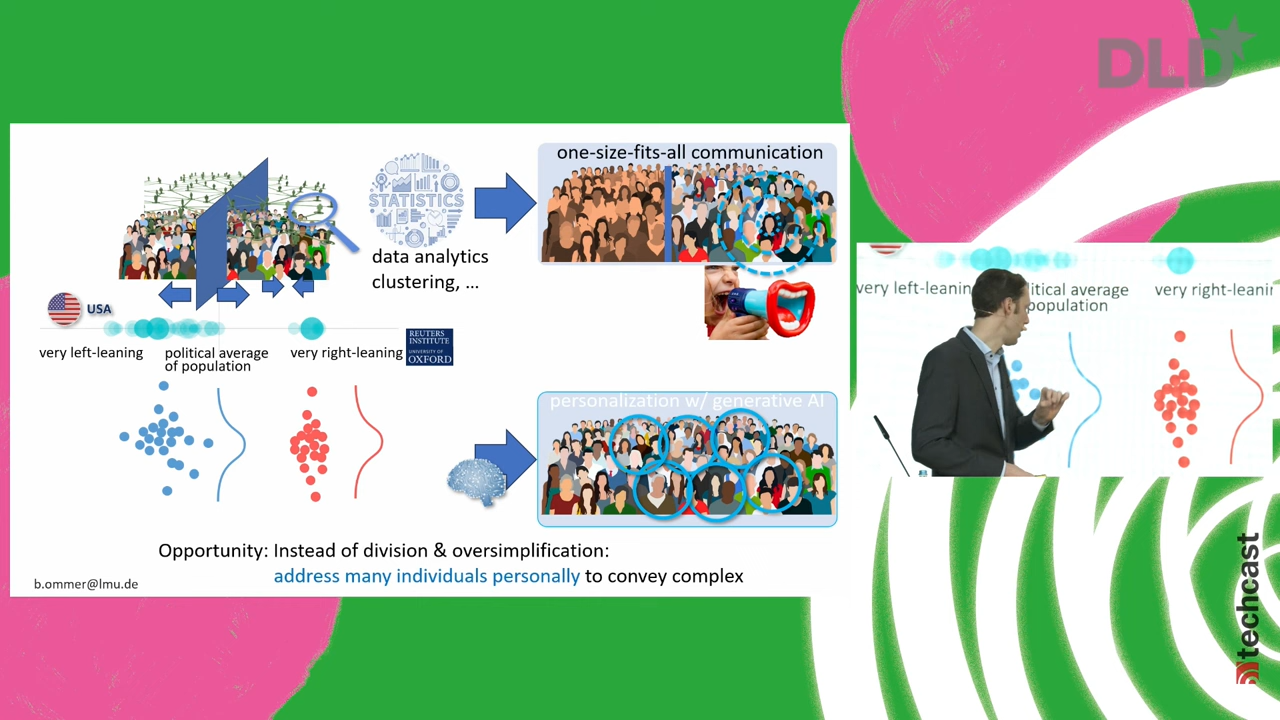 DLD
one-size-fits-all communication
STATISTICS
data analytics
clustering, ...
USA
very left-leaning
political average
of population
very right-leaning
REUTERS
INSTITUTE
UNIVERSITY OF
OXFORD
personalization w/ generative AI
Opportunity: Instead of division & oversimplification:
address many individuals personally to convey complex
b.ommer@lmu.de
very left-leanin
itical average
population
very right-leanir
techcast